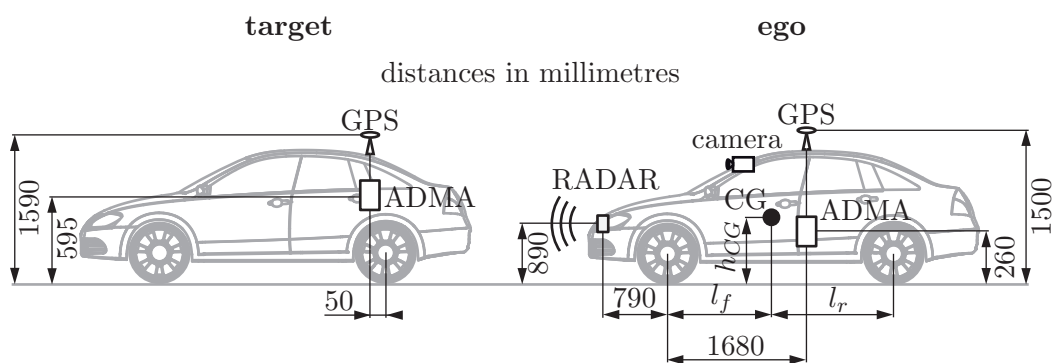 target ego
distances in millimetres
GPS GPS
camera
RADAR
ADMA CG ADMA
1590 595 890 h_CG 260 1500
50 790 l_f l_r
1680